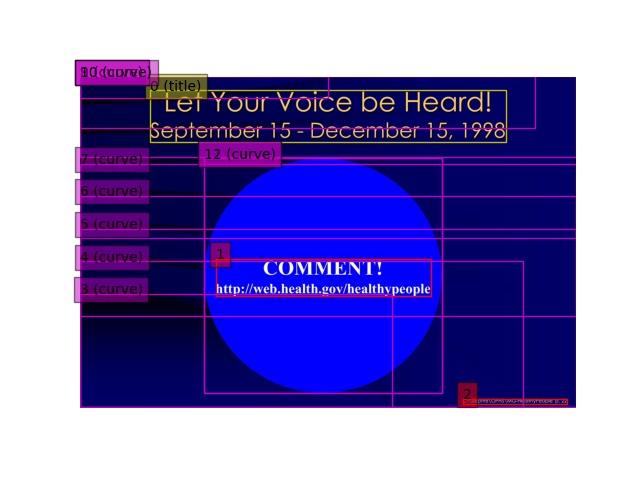 10 (curve)
0 (title)
Let Your Voice be Heard!
September 15 - December 15, 1998
7 (curve)
12 (curve)
6 (curve)
5 (curve)
4 (curve)
3 (curve)
1
COMMENT!
http://web.health.gov/healthypeople
2